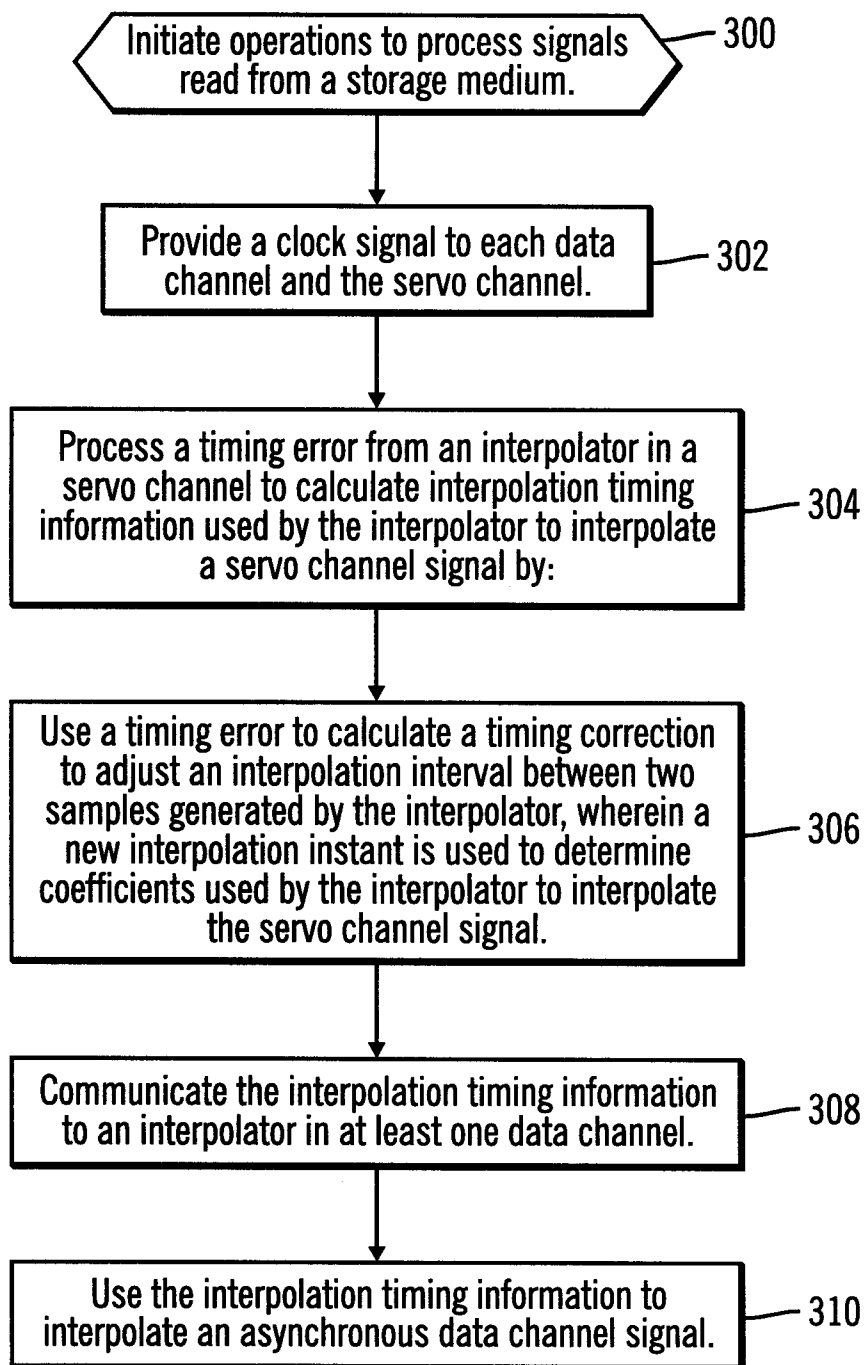 Initiate operations to process signals
read from a storage medium.
300
Provide a clock signal to each data
channel and the servo channel.
302
Process a timing error from an interpolator in a
servo channel to calculate interpolation timing
information used by the interpolator to interpolate
a servo channel signal by:
304
Use a timing error to calculate a timing correction
to adjust an interpolation interval between two
samples generated by the interpolator, wherein a
new interpolation instant is used to determine
coefficients used by the interpolator to interpolate
the servo channel signal.
306
Communicate the interpolation timing information
to an interpolator in at least one data channel.
308
Use the interpolation timing information to
interpolate an asynchronous data channel signal.
310